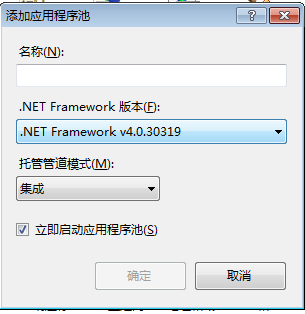 添加应用程序池
名称(N):
.NET Framework 版本(F):
.NET Framework v4.0.30319
托管管道模式(M):
集成
立即启动应用程序池(S)
确定
取消